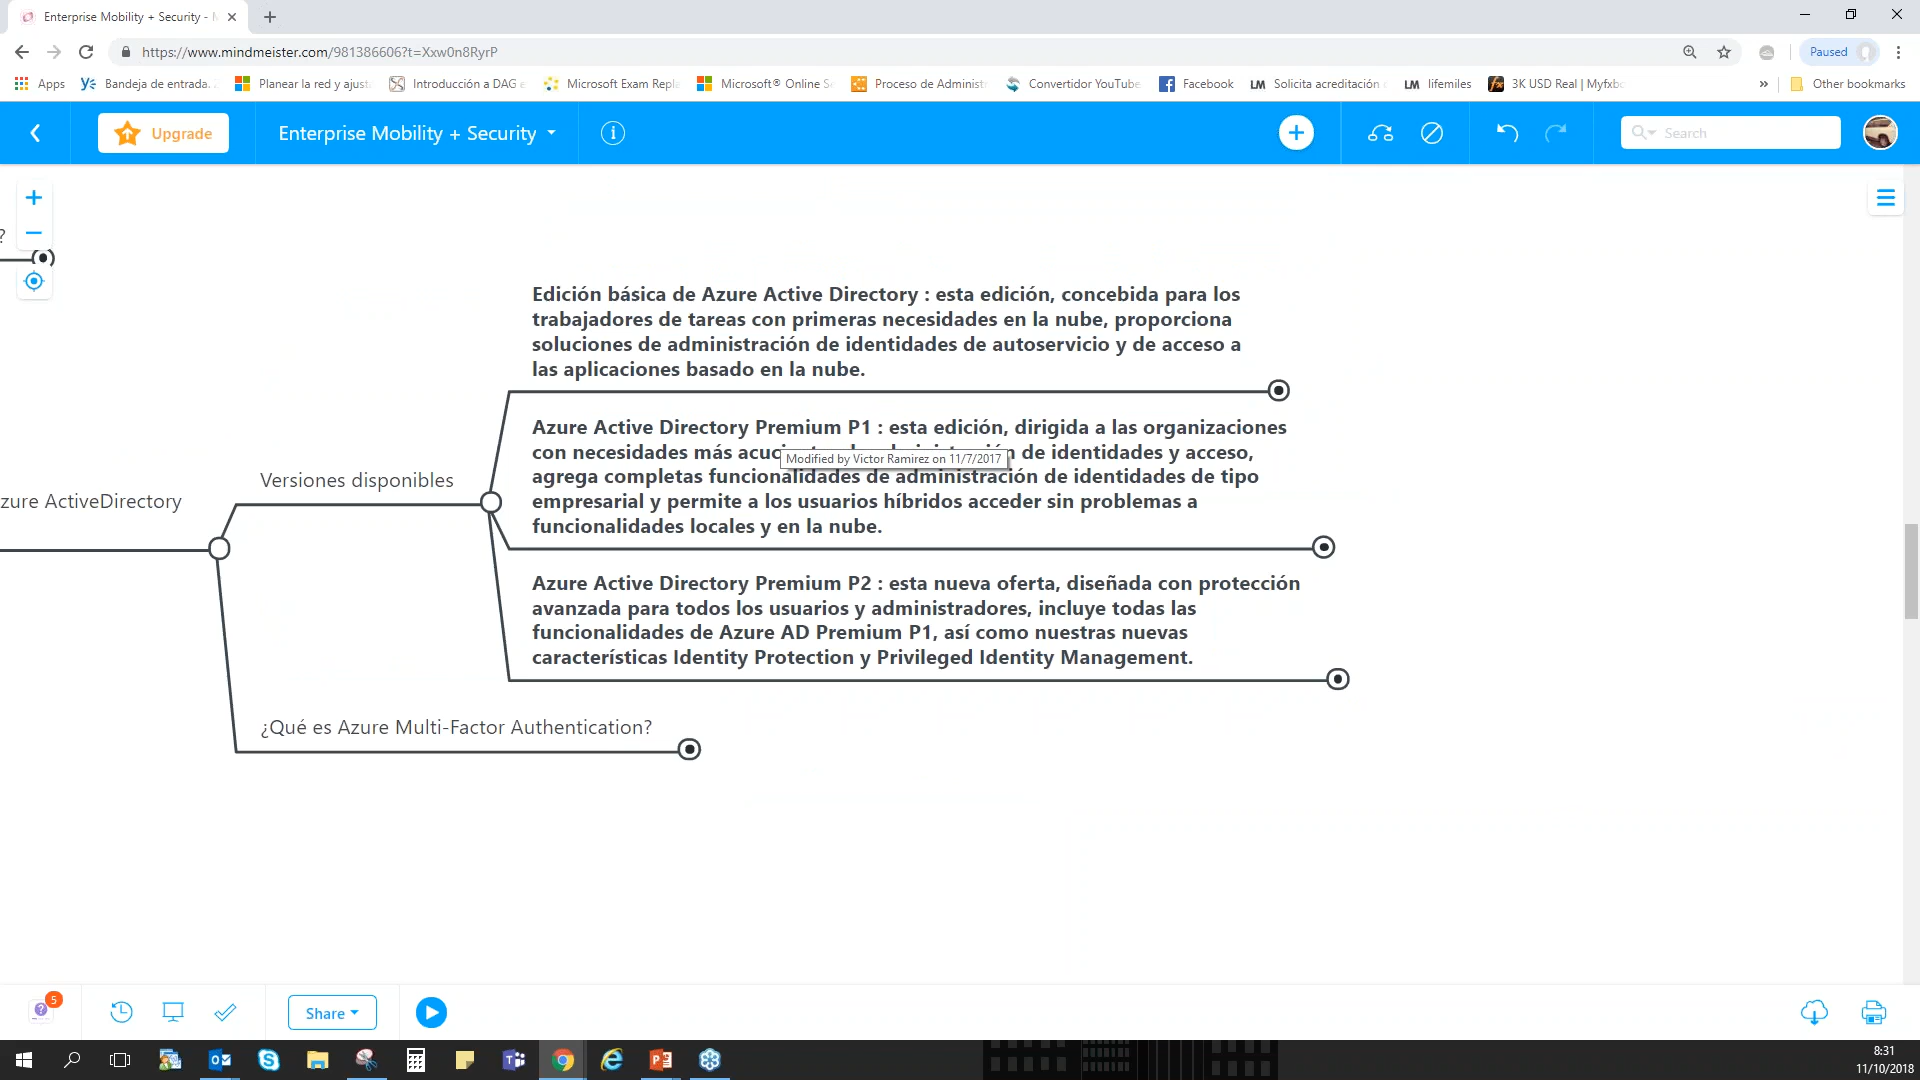 Enterprise Mobility + Security -
https://www.mindmeister.com/981386606?t=Xxw0n8RyrP
Paused
Apps
Bandeja de entrada.
Planear la red y ajust
Introducción a DAG e
Microsoft Exam Repl
Microsoft® Online Se
Proceso de Administ
Convertidor YouTube
Facebook
LM Solicita acreditación
LM lifemiles
fx 3K USD Real | Myfxb
»
Other bookmarks
Upgrade
Enterprise Mobility + Security
Search
?
Edición básica de Azure Active Directory : esta edición, concebida para los
trabajadores de tareas con primeras necesidades en la nube, proporciona
soluciones de administración de identidades de autoservicio y de acceso a
las aplicaciones basado en la nube.
Azure Active Directory Premium P1 : esta edición, dirigida a las organizaciones
con necesidades más de identidades y acceso,
Modified by Victor Ramirez on 11/7/2017
agrega completas funcionalidades de administración de identidades de tipo
empresarial y permite a los usuarios híbridos acceder sin problemas a
funcionalidades locales y en la nube.
Versiones disponibles
zure ActiveDirectory
Azure Active Directory Premium P2 : esta nueva oferta, diseñada con protección
avanzada para todos los usuarios y administradores, incluye todas las
funcionalidades de Azure AD Premium P1, así como nuestras nuevas
características Identity Protection y Privileged Identity Management.
¿Qué es Azure Multi-Factor Authentication?
5
Share
8:31
11/10/2018